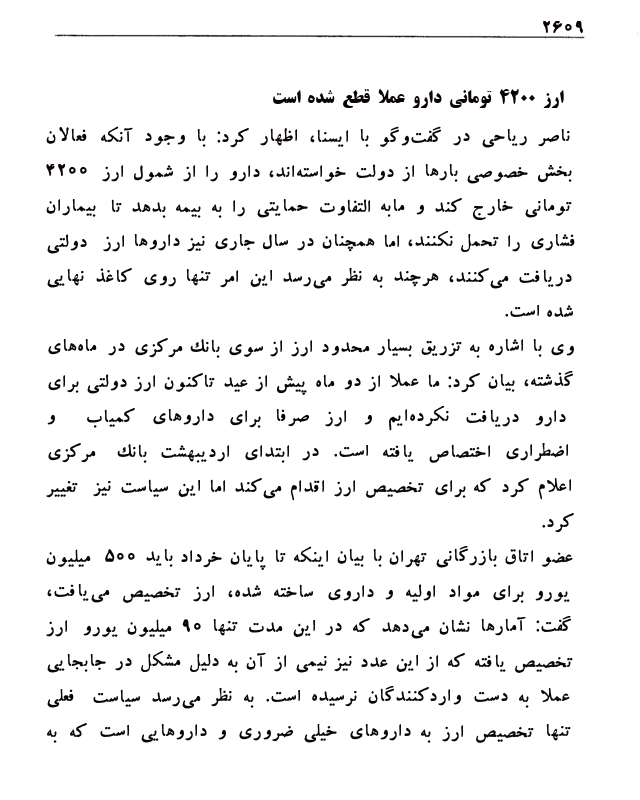 ۲۶۰۹
ارز ۴۲۰۰ تومانی دارو عملا قطع شده است
ناصر ریاحی در گفت‌وگو با ایسنا، اظهار کرد: با وجود آنکه فعالان
بخش خصوصی بارها از دولت خواسته‌اند، دارو را از شمول ارز ۴۲۰۰
تومانی خارج کند و مابه التفاوت حمایتی را به بیمه بدهد تا بیماران
فشاری را تحمل نکنند، اما همچنان در سال جاری نیز داروها ارز دولتی
دریافت می‌کنند، هرچند به نظر می‌رسد این امر تنها روی کاغذ نهایی
شده است.
وی با اشاره به تزریق بسیار محدود ارز از سوی بانك مرکزی در ماه‌های
گذشته، بیان کرد: ما عملا از دو ماه پیش از عید تاکنون ارز دولتی برای
دارو دریافت نکرده‌ایم و ارز صرفا برای داروهای کمیاب و
اضطراری اختصاص یافته است. در ابتدای اردیبهشت بانك مرکزی
اعلام کرد که برای تخصیص ارز اقدام می‌کند اما این سیاست نیز تغییر
کرد.
عضو اتاق بازرگانی تهران با بیان اینکه تا پایان خرداد باید ۵۰۰ میلیون
یورو برای مواد اولیه و داروی ساخته شده، ارز تخصیص می‌یافت،
گفت: آمارها نشان می‌دهد که در این مدت تنها ۹۰ میلیون یورو ارز
تخصیص یافته که از این عدد نیز نیمی از آن به دلیل مشکل در جابجایی
عملا به دست واردکنندگان نرسیده است. به نظر می‌رسد سیاست فعلی
تنها تخصیص ارز به داروهای خیلی ضروری و داروهایی است که به